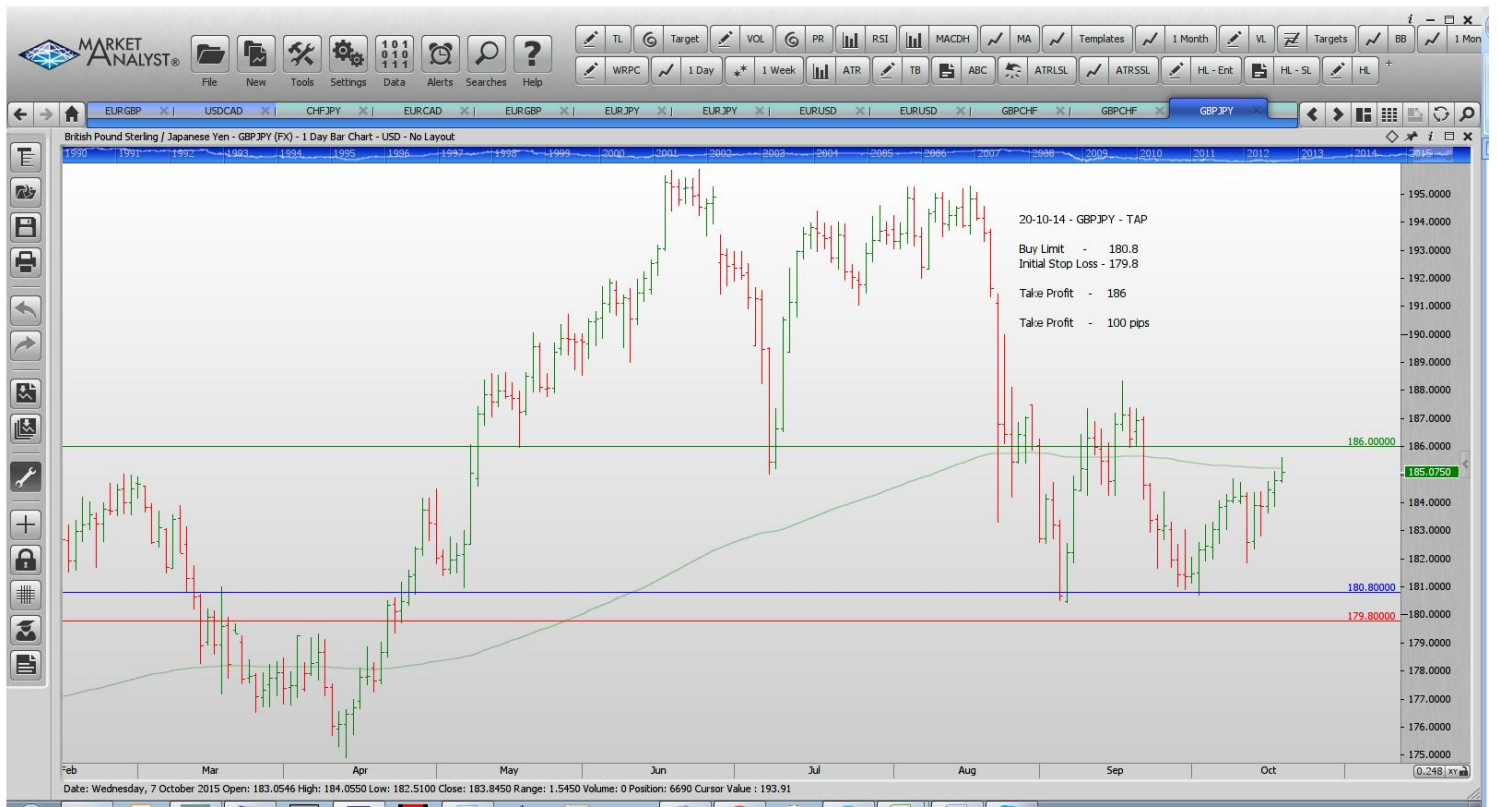 i
MARKET ANALYST®
File New Tools Settings Data Alerts Searches Help
TL Target VOL PR RSI MACDH MA Templates 1 Month VL Targets BB 1 Mon
WRPC 1 Day 1 Week ATR TB ABC ATRLSL ATRSSL HL - Ent HL - SL HL +
EURGBP USDCAD CHFJPY EURCAD EURGBP EURJPY EURJPY EURUSD EURUSD GBPCHF GBPCHF GBPJPY
British Pound Sterling / Japanese Yen - GBPJPY (FX) - 1 Day Bar Chart - USD - No Layout
1990 1991 1992 1993 1994 1995 1996 1997 1998 1999 2000 2001 2002 2003 2004 2005 2006 2007 2008 2009 2010 2011 2012 2013 2014 2015
195.0000
20-10-14 - GBPJPY - TAP
194.0000
Buy Limit - 180.8
193.0000
Initial Stop Loss - 179.8
192.0000
Take Profit - 186
191.0000
Take Profit - 100 pips
190.0000
189.0000
188.0000
187.0000
186.00000
186.0000
185.0750
184.0000
183.0000
182.0000
181.0000
180.80000
180.0000
179.80000
179.0000
178.0000
177.0000
176.0000
175.0000
Feb Mar Apr May Jun Jul Aug Sep Oct
0.248 XY
Date: Wednesday, 7 October 2015 Open: 183.0546 High: 184.0550 Low: 182.5100 Close: 183.8450 Range: 1.5450 Volume: 0 Position: 6690 Cursor Value : 193.91